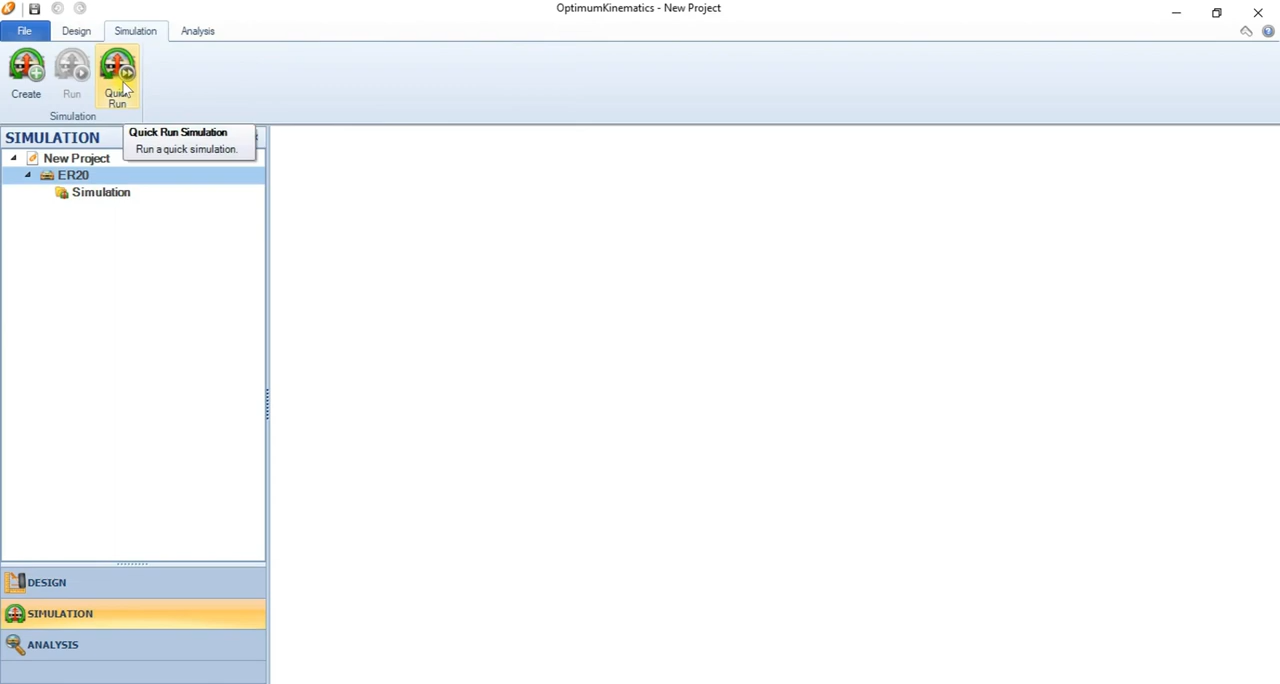 OptimumKinematics - New Project
File Design Simulation Analysis
Create Run Quick Run
Simulation
Quick Run Simulation
Run a quick simulation.
SIMULATION
New Project
ER20
Simulation
DESIGN
SIMULATION
ANALYSIS